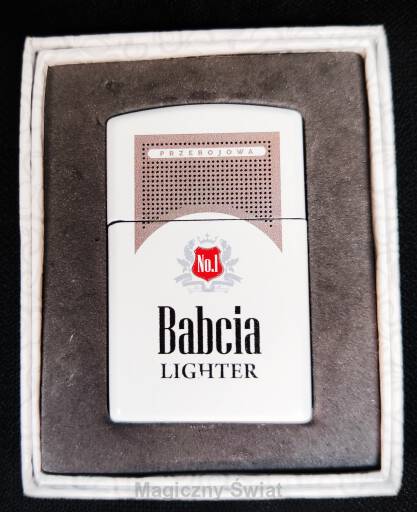 PRZEBOJOWA
No.1
Babcia
LIGHTER
Magiczny Świat